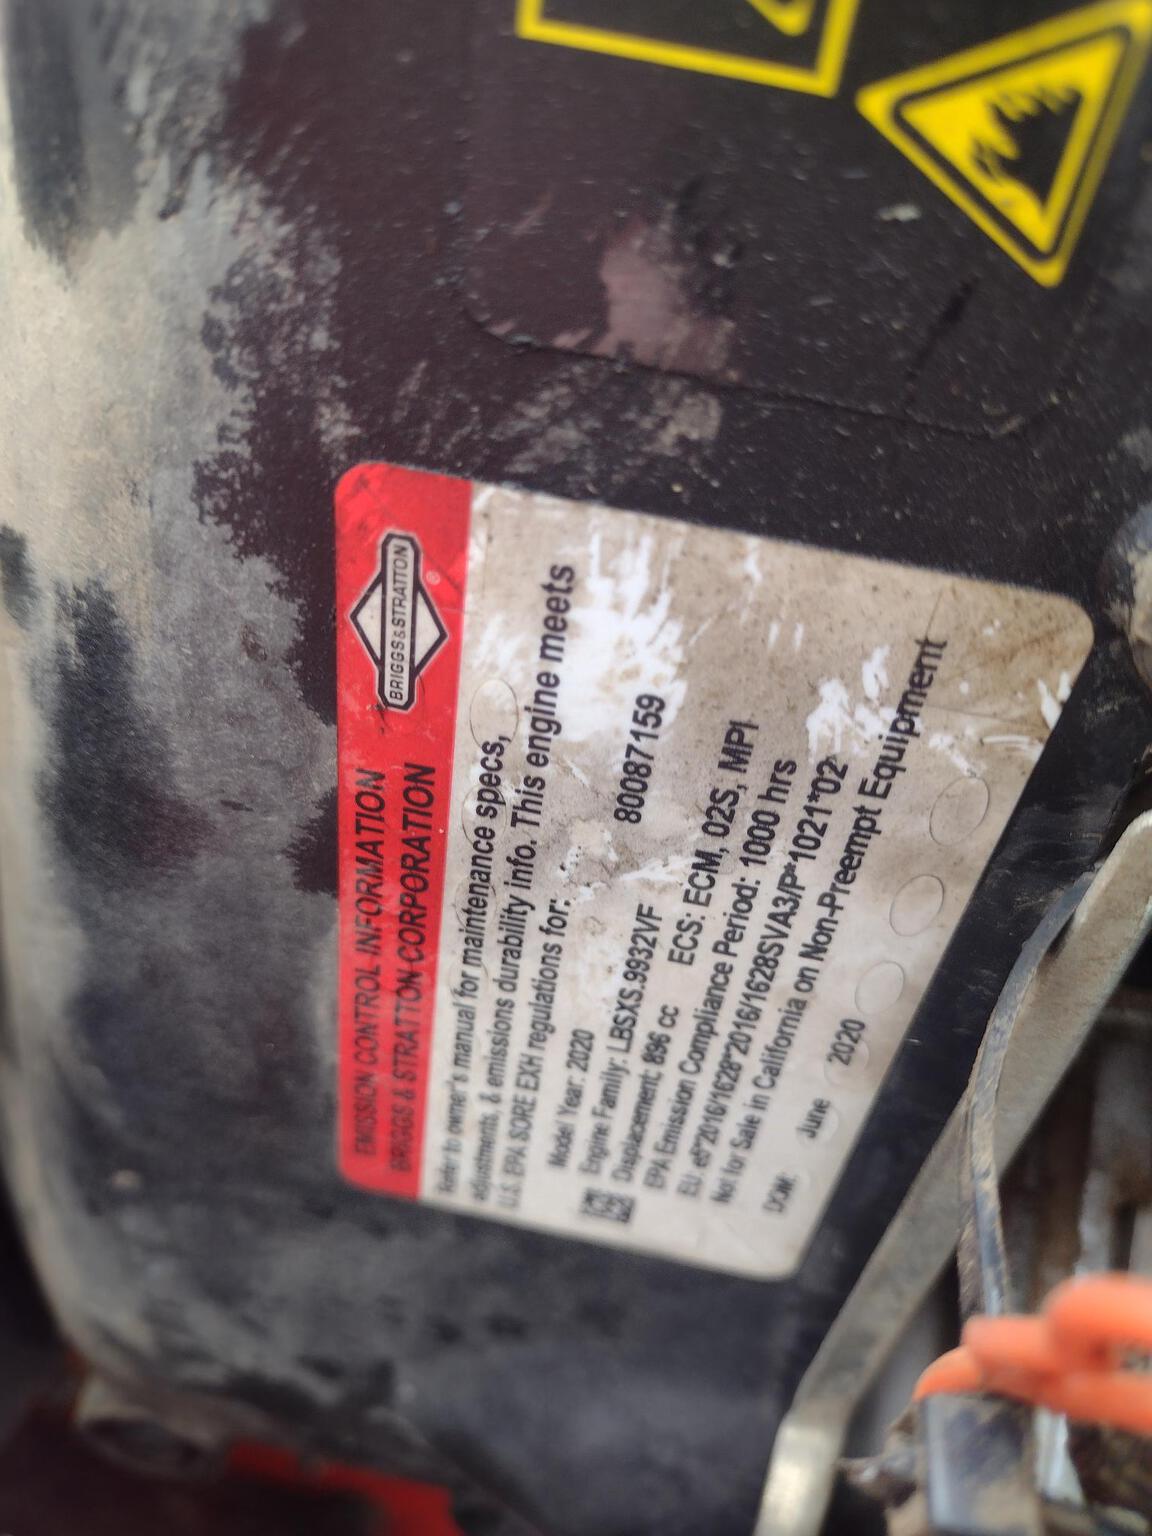 BRIGGS & STRATTON ®
EMISSION CONTROL INFORMATION
BRIGGS & STRATTON CORPORATION
Refer to owner's manual for maintenance specs,
adjustments, & emissions durability info. This engine meets
U.S. EPA SORE EXH regulations for:
Model Year: 2020 80087159
Engine Family: LBSXS.9932VF
Displacement: 896 cc ECS: ECM, 02S, MPI
EPA Emission Compliance Period: 1000 hrs
EU e5*2016/1628*2016/1628SVA3/P*1021*02
Not for Sale in California on Non-Preempt Equipment
DOM: June 2020